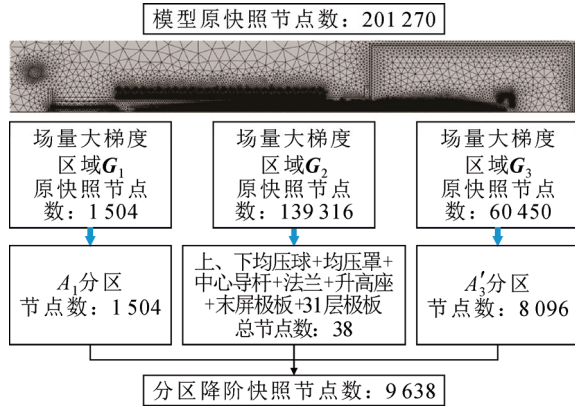 模型原快照节点数：201 270
场量大梯度
区域G₁
原快照节点
数：1 504
场量大梯度
区域G₂
原快照节点
数：139 316
场量大梯度
区域G₃
原快照节点
数：60 450
A₁分区
节点数：1 504
上、下均压球+均压罩+
中心导杆+法兰+升高座
+末屏极板+31层极板
总节点数：38
A₃′分区
节点数：8 096
分区降阶快照节点数：9 638